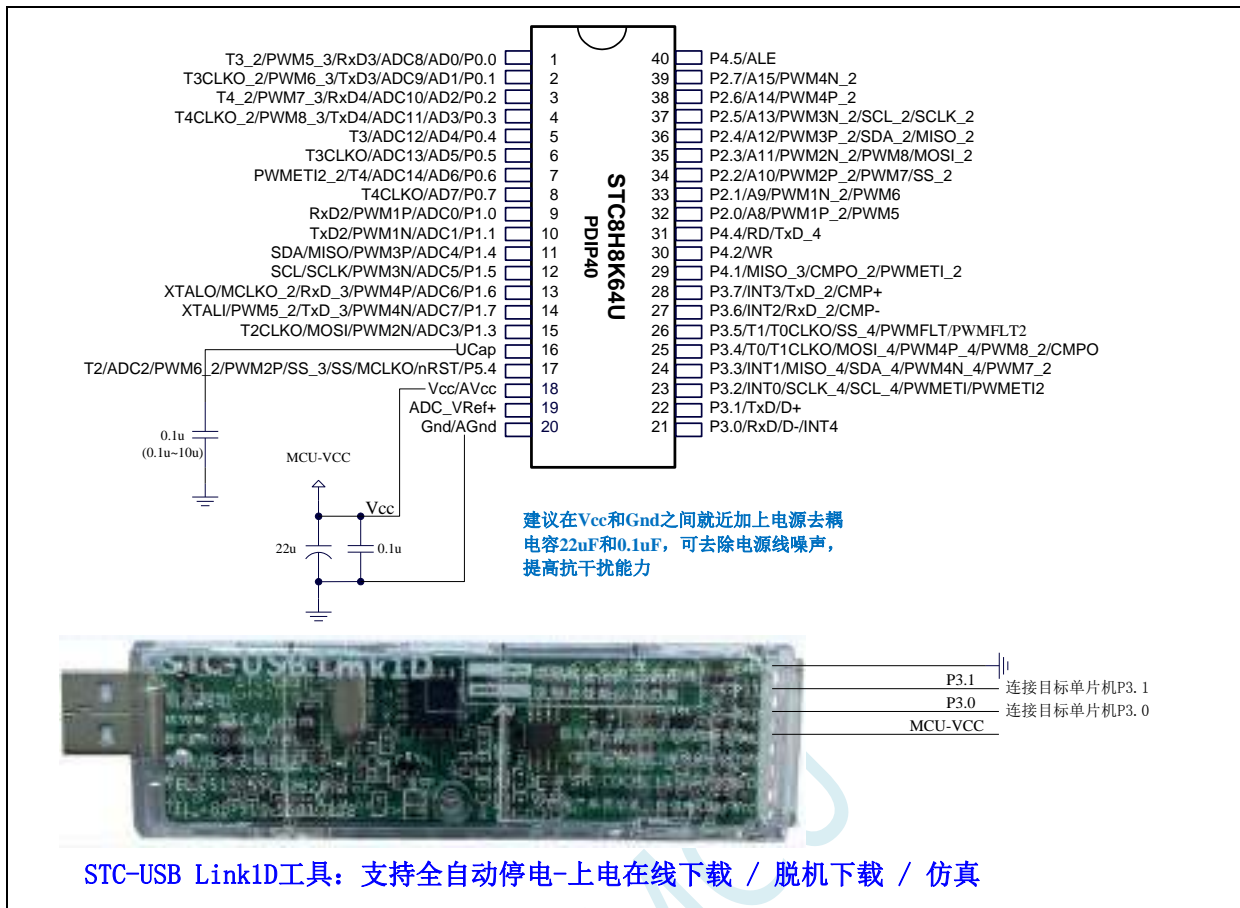 T3_2/PWM5_3/RxD3/ADC8/AD0/P0.0 1
T3CLKO_2/PWM6_3/TxD3/ADC9/AD1/P0.1 2
T4_2/PWM7_3/RxD4/ADC10/AD2/P0.2 3
T4CLKO_2/PWM8_3/TxD4/ADC11/AD3/P0.3 4
T3/ADC12/AD4/P0.4 5
T3CLKO/ADC13/AD5/P0.5 6
PWMETI2_2/T4/ADC14/AD6/P0.6 7
T4CLKO/AD7/P0.7 8
RxD2/PWM1P/ADC0/P1.0 9
TxD2/PWM1N/ADC1/P1.1 10
SDA/MISO/PWM3P/ADC4/P1.4 11
SCL/SCLK/PWM3N/ADC5/P1.5 12
XTALO/MCLKO_2/RxD_3/PWM4P/ADC6/P1.6 13
XTALI/PWM5_2/TxD_3/PWM4N/ADC7/P1.7 14
T2CLKO/MOSI/PWM2N/ADC3/P1.3 15
UCap 16
T2/ADC2/PWM6_2/PWM2P/SS_3/SS/MCLKO/nRST/P5.4 17
Vcc/AVcc 18
ADC_VRef+ 19
Gnd/AGnd 20
STC8H8K64U
PDIP40
40 P4.5/ALE
39 P2.7/A15/PWM4N_2
38 P2.6/A14/PWM4P_2
37 P2.5/A13/PWM3N_2/SCL_2/SCLK_2
36 P2.4/A12/PWM3P_2/SDA_2/MISO_2
35 P2.3/A11/PWM2N_2/PWM8/MOSI_2
34 P2.2/A10/PWM2P_2/PWM7/SS_2
33 P2.1/A9/PWM1N_2/PWM6
32 P2.0/A8/PWM1P_2/PWM5
31 P4.4/RD/TxD_4
30 P4.2/WR
29 P4.1/MISO_3/CMPO_2/PWMETI_2
28 P3.7/INT3/TxD_2/CMP+
27 P3.6/INT2/RxD_2/CMP-
26 P3.5/T1/T0CLKO/SS_4/PWMFLT/PWMFLT2
25 P3.4/T0/T1CLKO/MOSI_4/PWM4P_4/PWM8_2/CMPO
24 P3.3/INT1/MISO_4/SDA_4/PWM4N_4/PWM7_2
23 P3.2/INT0/SCLK_4/SCL_4/PWMETI/PWMETI2
22 P3.1/TxD/D+
21 P3.0/RxD/D-/INT4
0.1u
(0.1u~10u)
MCU-VCC
Vcc
22u
0.1u
建议在Vcc和Gnd之间就近加上电源去耦
电容22uF和0.1uF，可去除电源线噪声，
提高抗干扰能力
STC-USB Link1D
P3.1 连接目标单片机P3.1
P3.0 连接目标单片机P3.0
MCU-VCC
STC-USB Link1D工具：支持全自动停电-上电在线下载 / 脱机下载 / 仿真